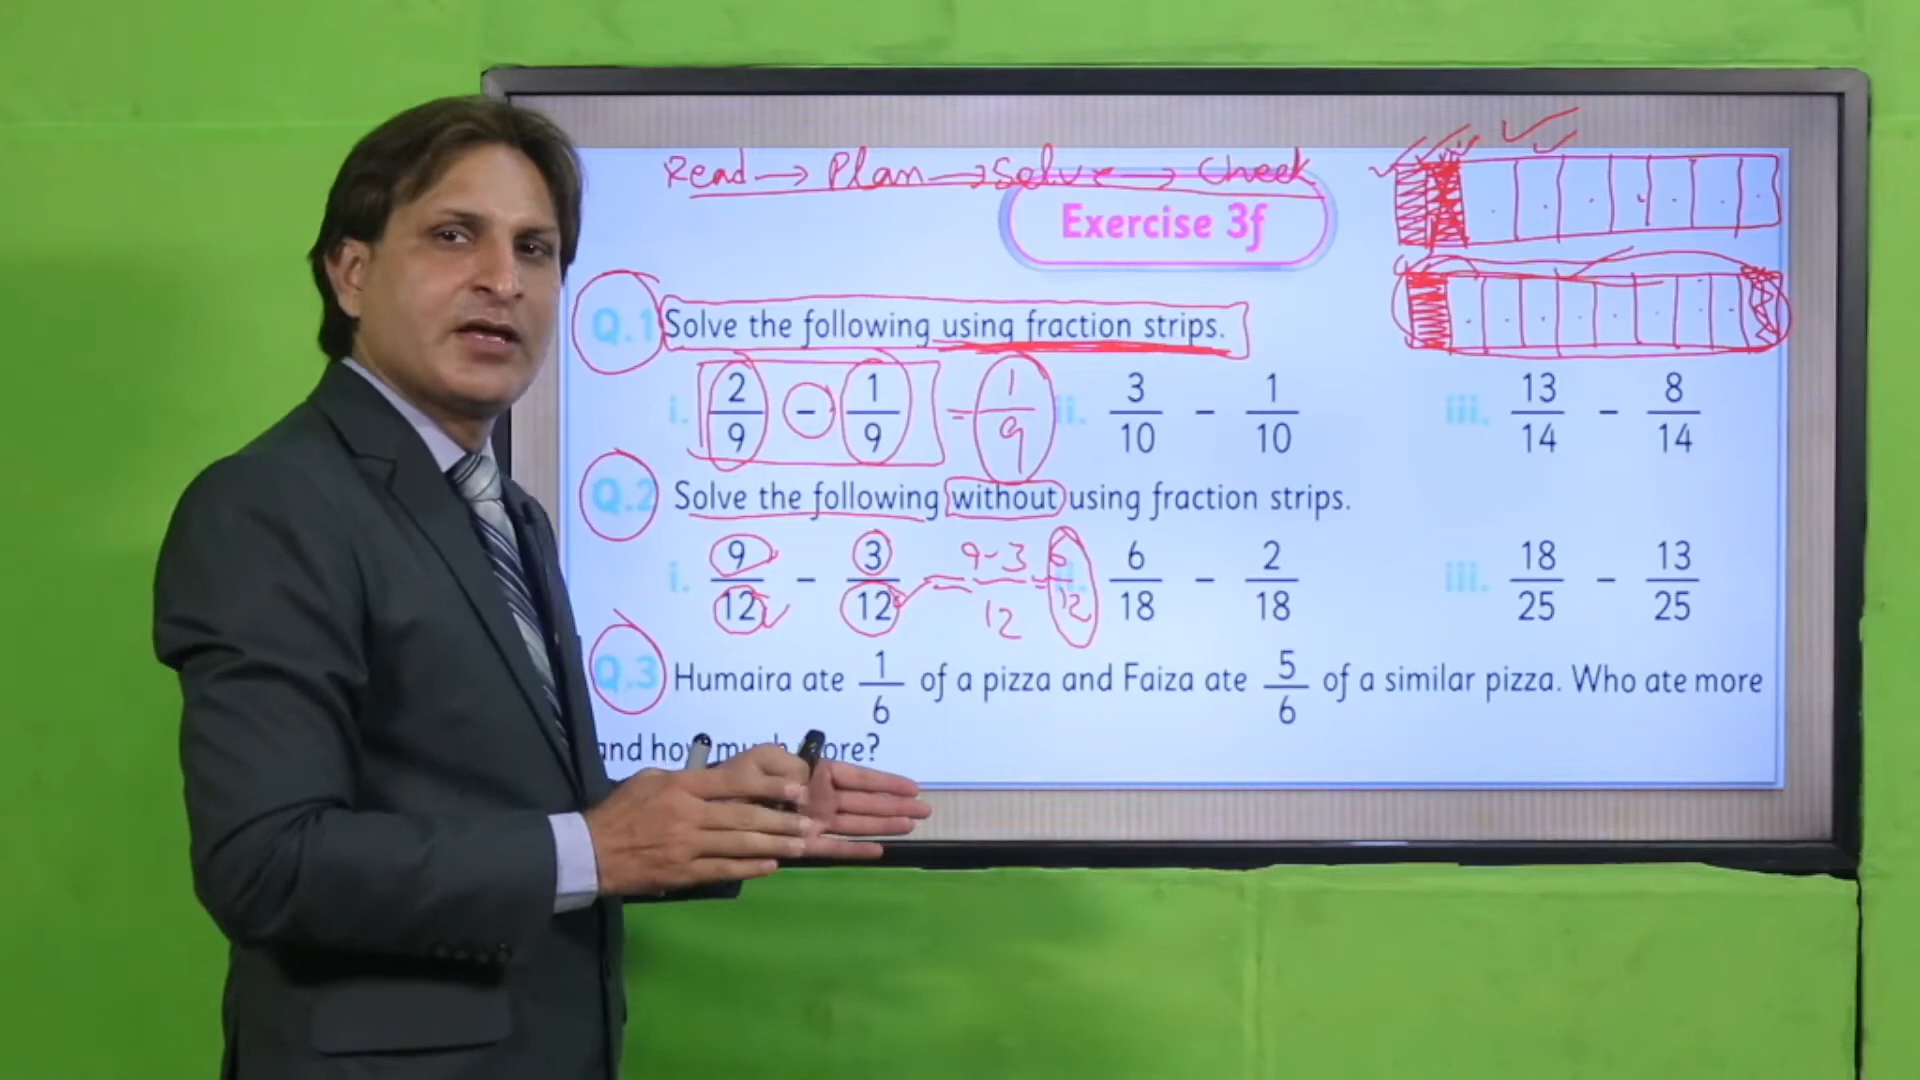 Read → Plan → Solve → Check
Exercise 3f
Q.1 Solve the following using fraction strips.
i. 2/9 - 1/9 = 1/9 ii. 3/10 - 1/10 iii. 13/14 - 8/14
Q.2 Solve the following without using fraction strips.
i. 9/12 - 3/12 = 9-3/12 = 6/12 ii. 6/18 - 2/18 iii. 18/25 - 13/25
Q.3 Humaira ate 1/6 of a pizza and Faiza ate 5/6 of a similar pizza. Who ate more
and how much more?